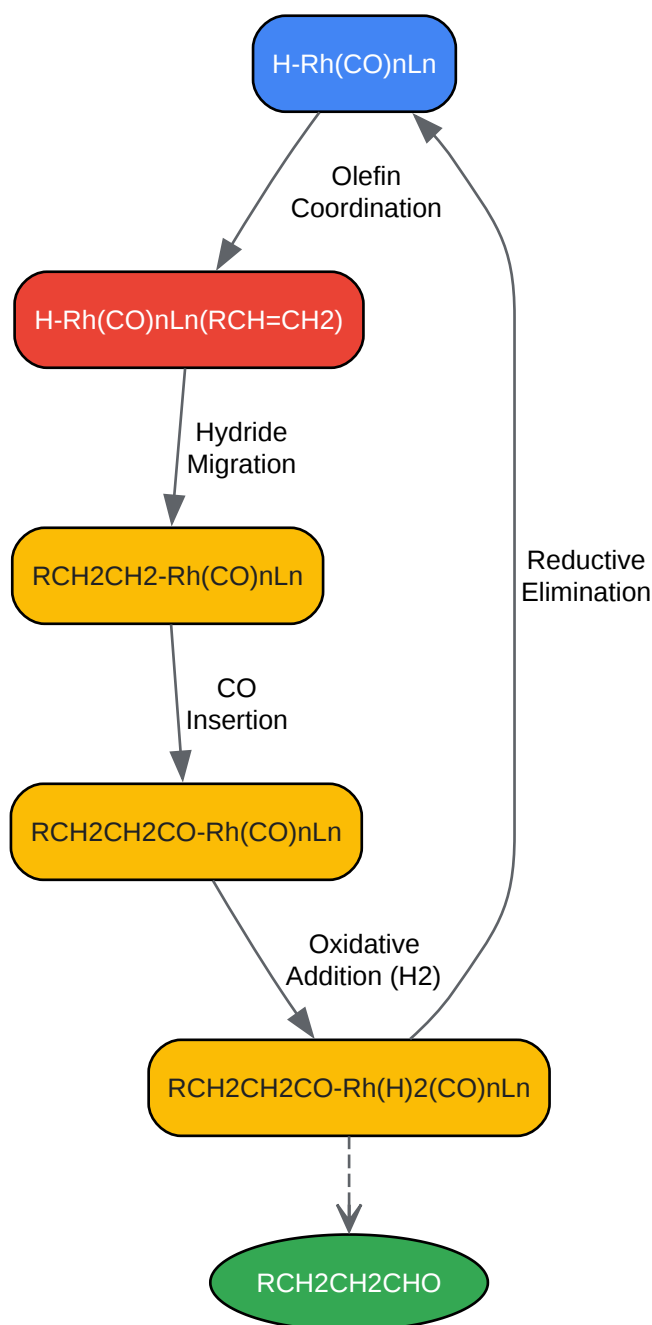 H-Rh(CO)nLn
Olefin
Coordination
H-Rh(CO)nLn(RCH=CH2)
Hydride
Migration
RCH2CH2-Rh(CO)nLn
Reductive
Elimination
CO
Insertion
RCH2CH2CO-Rh(CO)nLn
Oxidative
Addition (H2)
RCH2CH2CO-Rh(H)2(CO)nLn
RCH2CH2CHO